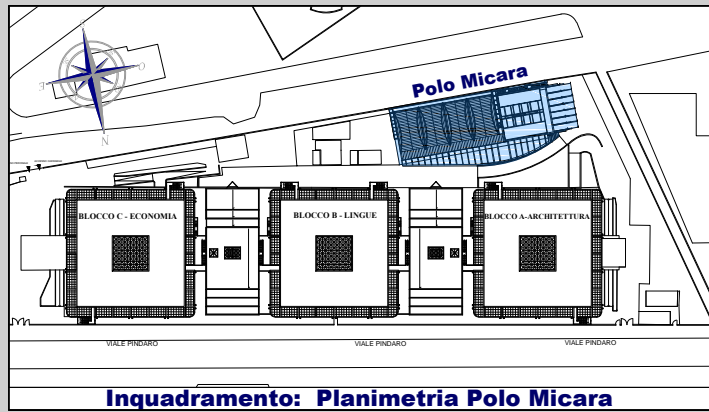 Polo Micara
E
O
N
BLOCCO C - ECONOMIA
BLOCCO B - LINGUE
BLOCCO A-ARCHITETTURA
VIALE PINDARO
VIALE PINDARO
VIALE PINDARO
Inquadramento: Planimetria Polo Micara